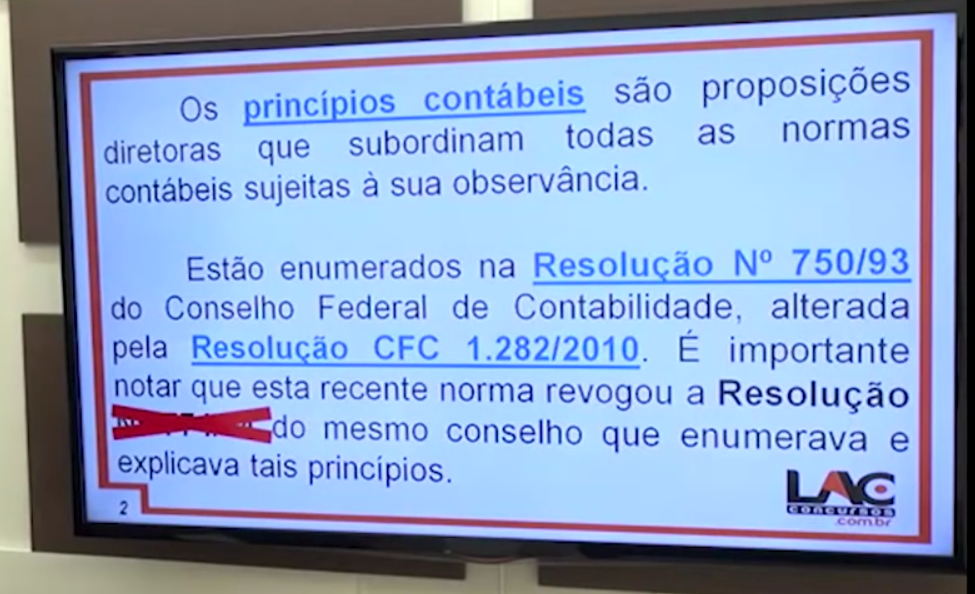 Os princípios contábeis são proposições
diretoras que subordinam todas as normas
contábeis sujeitas à sua observância.
Estão enumerados na Resolução Nº 750/93
do Conselho Federal de Contabilidade, alterada
pela Resolução CFC 1.282/2010. É importante
notar que esta recente norma revogou a Resolução
do mesmo conselho que enumerava e
explicava tais princípios.
2
LAC
concursos
.com.br